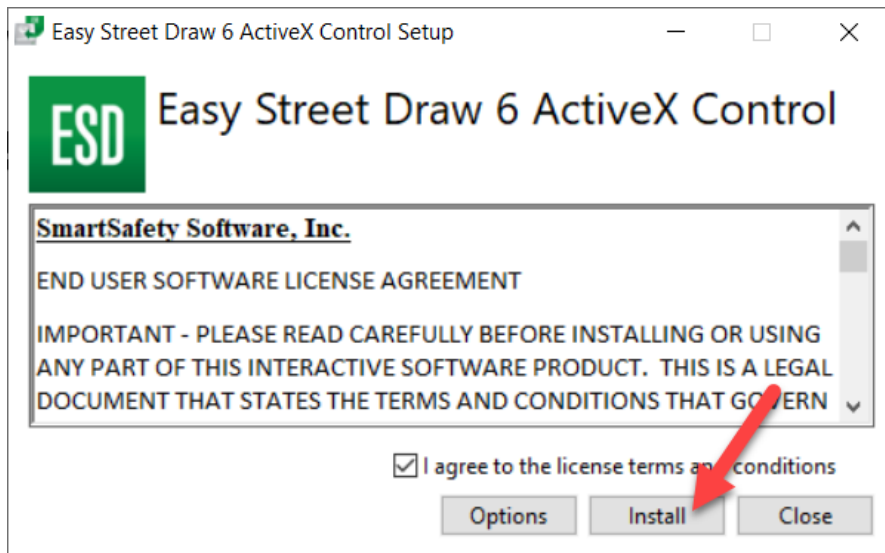 Easy Street Draw 6 ActiveX Control Setup
ESD
Easy Street Draw 6 ActiveX Control
SmartSafety Software, Inc.
END USER SOFTWARE LICENSE AGREEMENT
IMPORTANT - PLEASE READ CAREFULLY BEFORE INSTALLING OR USING
ANY PART OF THIS INTERACTIVE SOFTWARE PRODUCT. THIS IS A LEGAL
DOCUMENT THAT STATES THE TERMS AND CONDITIONS THAT GOVERN
I agree to the license terms and conditions
Options Install Close